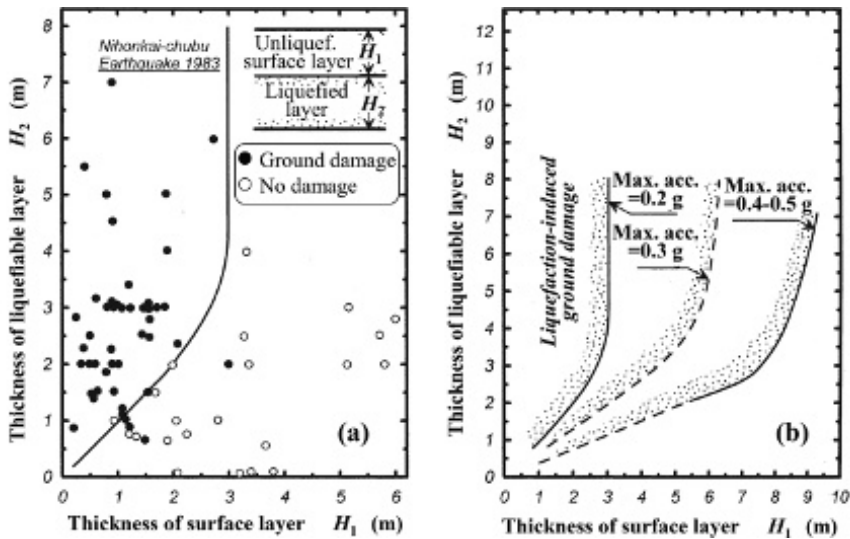 Nihonkai-chubu
Earthquake 1983
Unliquef.
surface layer
H₁
Liquefied
layer
H₂
Ground damage
No damage
8
7
6
5
4
3
2
1
0
Thickness of liquefiable layer H₂ (m)
(a)
0 1 2 3 4 5 6
Thickness of surface layer H₁ (m)
12
11
10
9
8
7
6
5
4
3
2
1
0
Thickness of liquefiable layer H₂ (m)
Liquefaction-induced
ground damage
Max. acc.
=0.2 g
Max. acc.
=0.3 g
Max. acc.
=0.4-0.5 g
(b)
0 1 2 3 4 5 6 7 8 9 10
Thickness of surface layer H₁ (m)